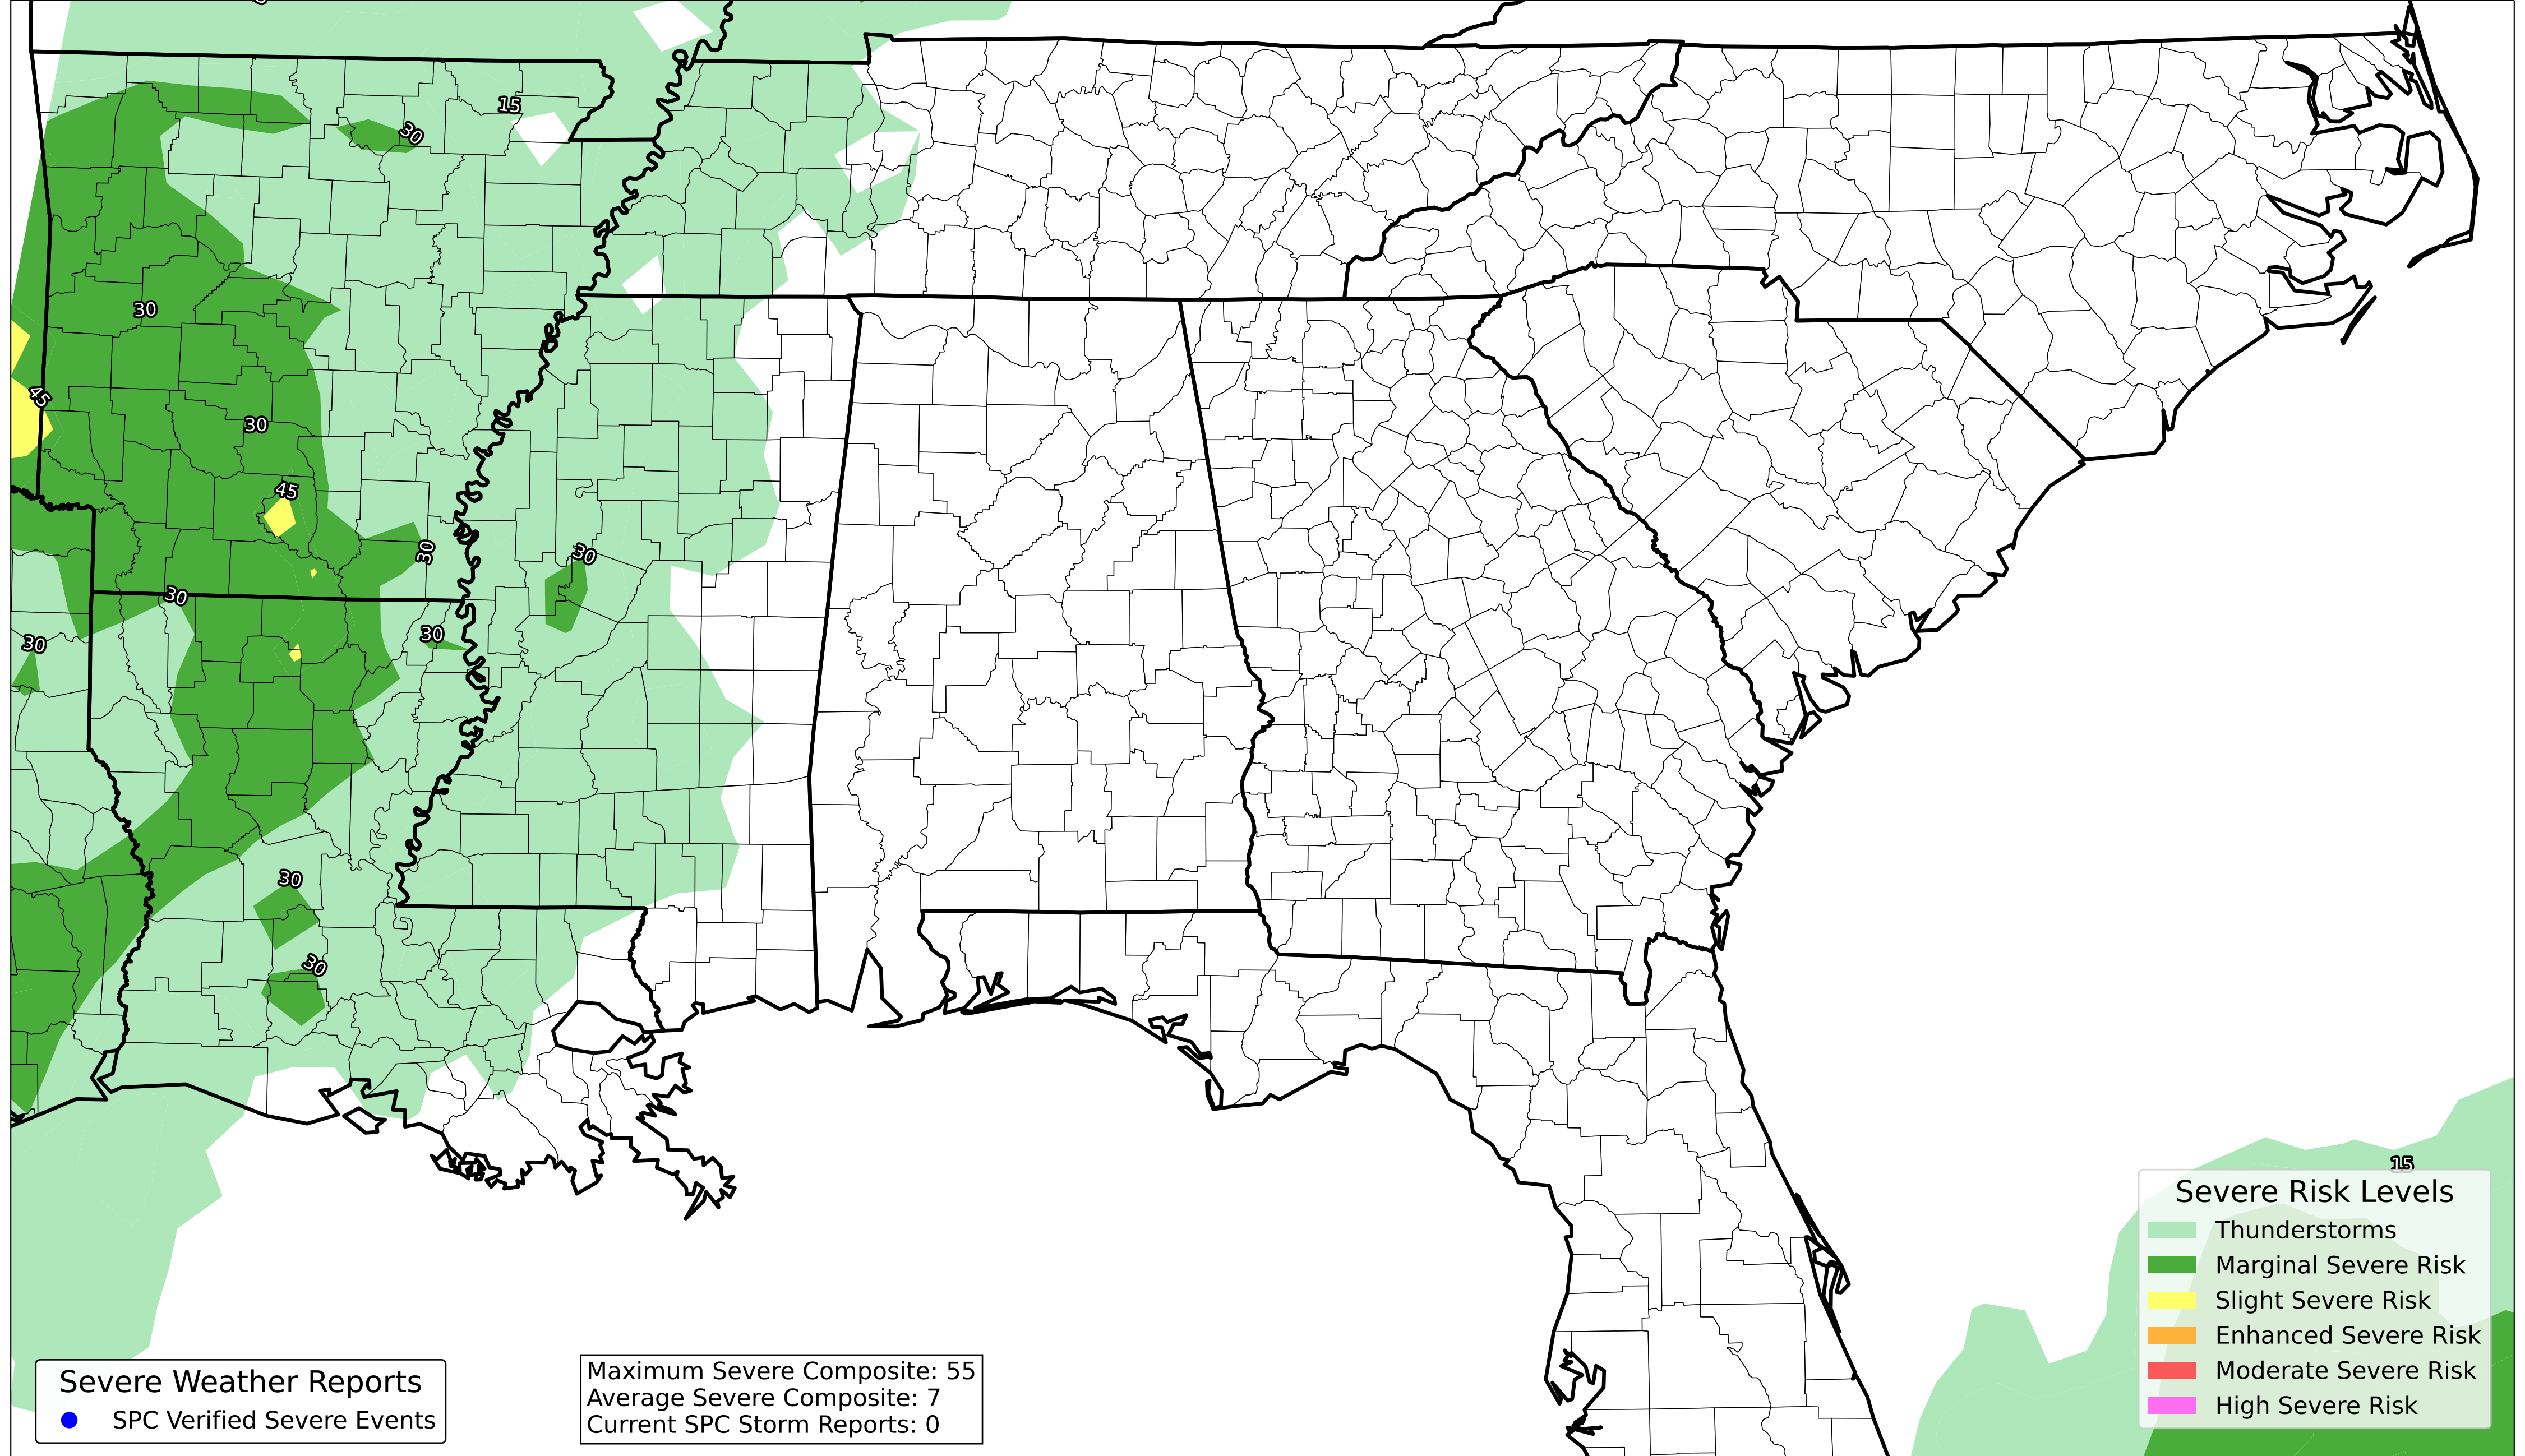 15
30
30
45
30
45
30
30
30
30
30
30
30
15
Severe Risk Levels
Thunderstorms
Marginal Severe Risk
Slight Severe Risk
Enhanced Severe Risk
Moderate Severe Risk
High Severe Risk
Severe Weather Reports
SPC Verified Severe Events
Maximum Severe Composite: 55
Average Severe Composite: 7
Current SPC Storm Reports: 0